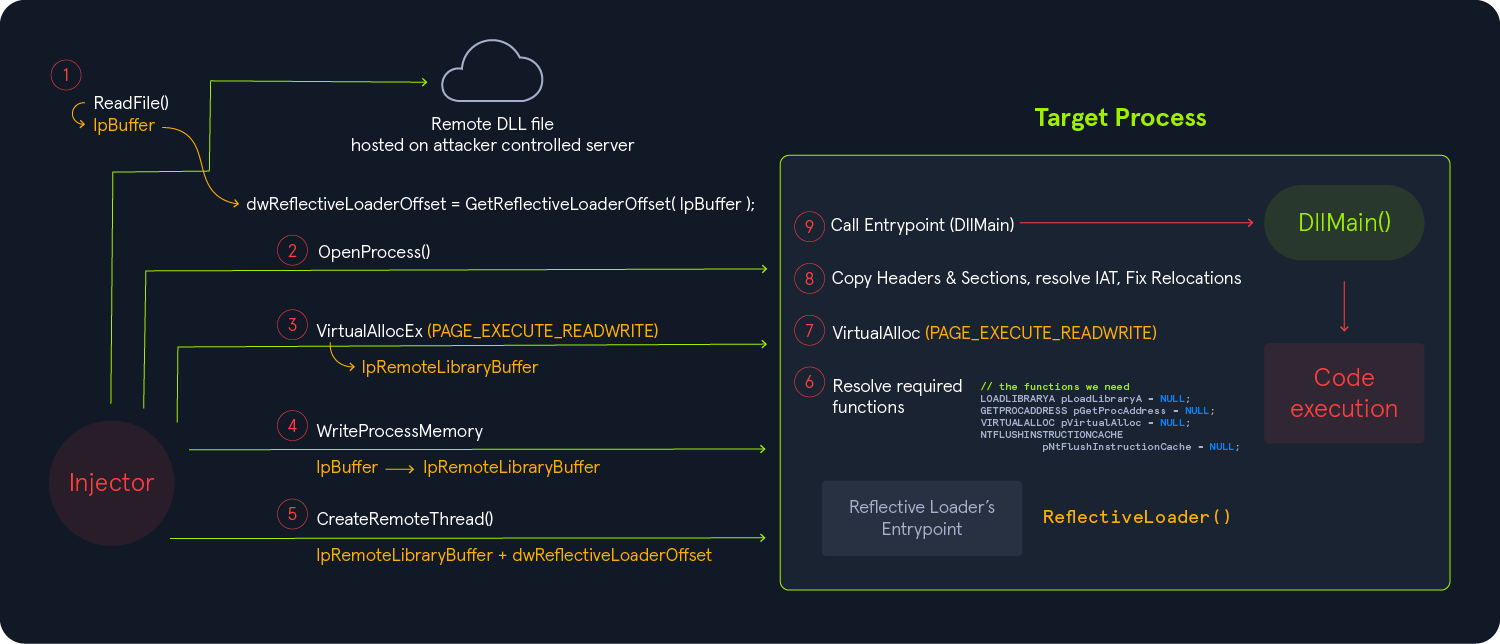 1
ReadFile()
lpBuffer
Remote DLL file
hosted on attacker controlled server
dwReflectiveLoaderOffset = GetReflectiveLoaderOffset( lpBuffer );
2
OpenProcess()
3
VirtualAllocEx (PAGE_EXECUTE_READWRITE)
lpRemoteLibraryBuffer
4
WriteProcessMemory
lpBuffer → lpRemoteLibraryBuffer
Injector
5
CreateRemoteThread()
lpRemoteLibraryBuffer + dwReflectiveLoaderOffset
Target Process
9
Call Entrypoint (DllMain)
DllMain()
8
Copy Headers & Sections, resolve IAT, Fix Relocations
7
VirtualAlloc (PAGE_EXECUTE_READWRITE)
6
Resolve required
functions
// the functions we need
LOADLIBRARYA pLoadLibraryA = NULL;
GETPROCADDRESS pGetProcAddress = NULL;
VIRTUALALLOC pVirtualAlloc = NULL;
NTFLUSHINSTRUCTIONCACHE
pNtFlushInstructionCache = NULL;
Code
execution
Reflective Loader's
Entrypoint
ReflectiveLoader()